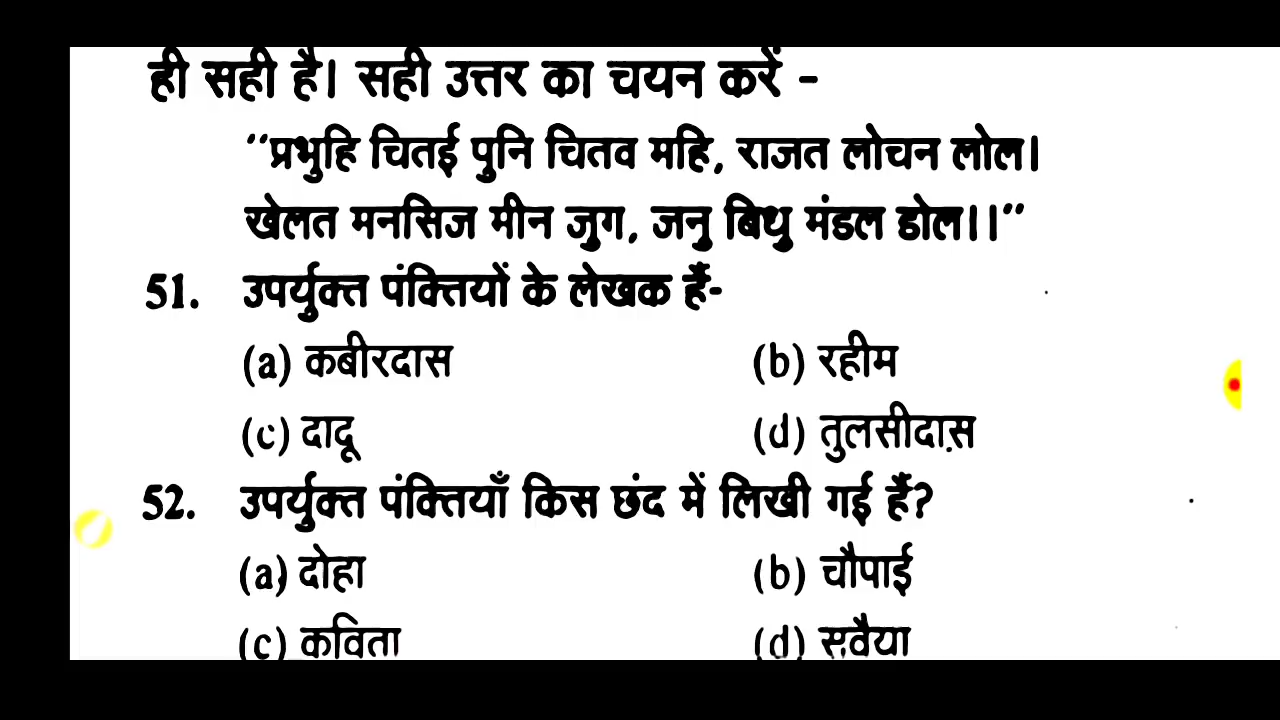 ही सही है। सही उत्तर का चयन करें -
"प्रभुहि चितई पुनि चितव महि, राजत लोचन लोल।
खेलत मनसिज मीन जुग, जनु बिधु मंडल डोल।।"
51. उपर्युक्त पंक्तियों के लेखक हैं-
(a) कबीरदास (b) रहीम
(c) दादू (d) तुलसीदास
52. उपर्युक्त पंक्तियाँ किस छंद में लिखी गई हैं?
(a) दोहा (b) चौपाई
(c) कविता (d) सवैया